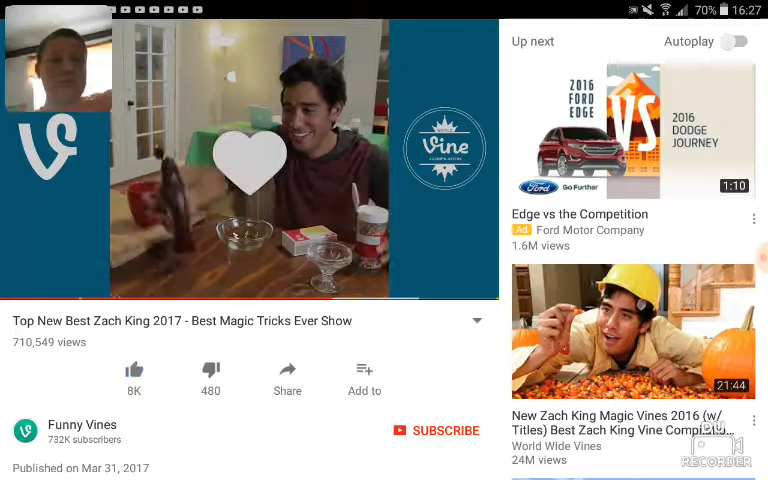 70% 16:27
Up next
Autoplay
2016
FORD
EDGE
VS
2016
DODGE
JOURNEY
Ford
Go Further
1:10
Edge vs the Competition
Ad Ford Motor Company
1.6M views
WORLD
Vine
COMPILATION
Top New Best Zach King 2017 - Best Magic Tricks Ever Show
710,549 views
8K
480
Share
Add to
Funny Vines
732K subscribers
SUBSCRIBE
Published on Mar 31, 2017
21:44
New Zach King Magic Vines 2016 (w/
Titles) Best Zach King Vine Compilatio...
World Wide Vines
24M views
DU
RECORDER